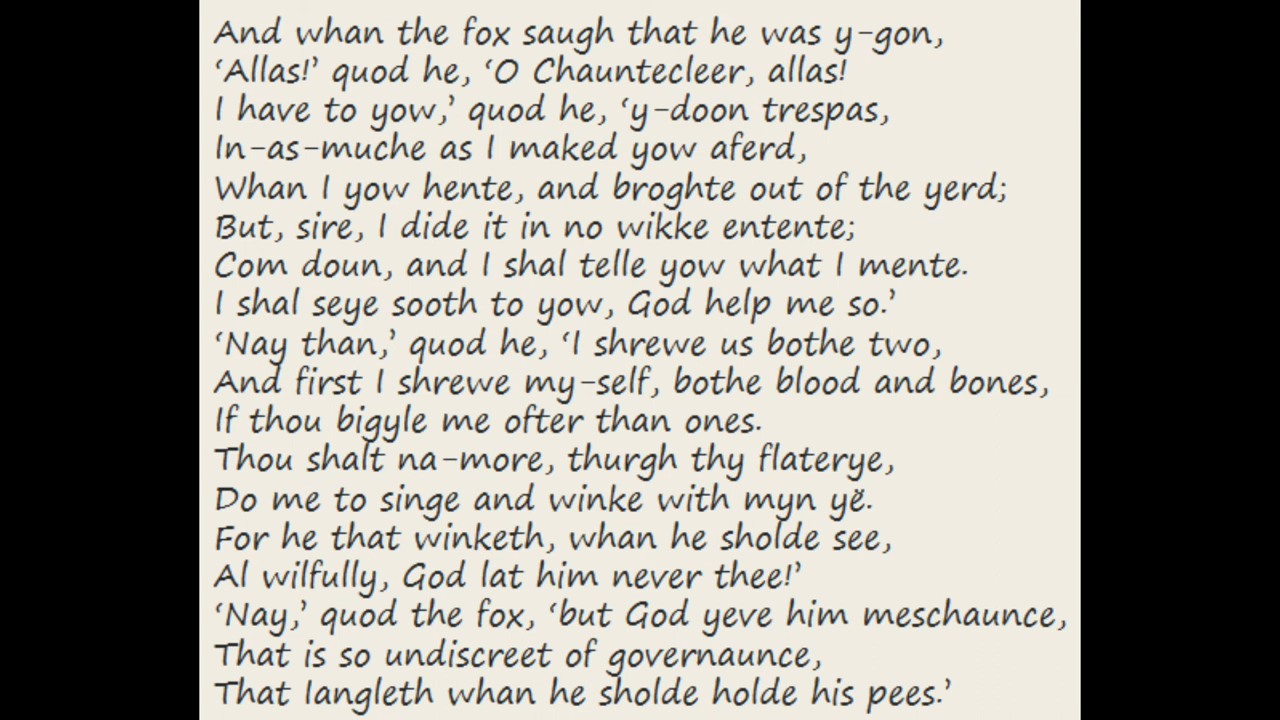 And whan the fox saugh that he was y-gon,
‘Allas!’ quod he, ‘O Chauntecleer, allas!
I have to yow,’ quod he, ‘y-doon trespas,
In-as-muche as I maked yow aferd,
Whan I yow hente, and broghte out of the yerd;
But, sire, I dide it in no wikke entente;
Com doun, and I shal telle yow what I mente.
I shal seye sooth to yow, God help me so.’
‘Nay than,’ quod he, ‘I shrewe us bothe two,
And first I shrewe my-self, bothe blood and bones,
If thou bigyle me ofter than ones.
Thou shalt na-more, thurgh thy flaterye,
Do me to singe and winke with myn yë.
For he that winketh, whan he sholde see,
Al wilfully, God lat him never thee!’
‘Nay,’ quod the fox, ‘but God yeve him meschaunce,
That is so undiscreet of governaunce,
That Iangleth whan he sholde holde his pees.’